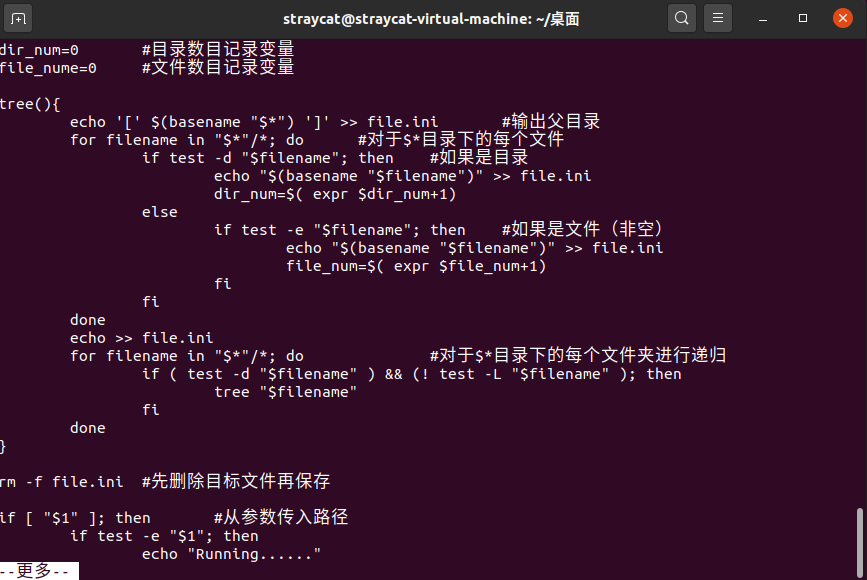 straycat@straycat-virtual-machine: ~/桌面
dir_num=0       #目录数目记录变量
file_nume=0     #文件数目记录变量
tree(){
        echo '[' $(basename "$*") ']' >> file.ini       #输出父目录
        for filename in "$*"/*; do      #对于$*目录下的每个文件
                if test -d "$filename"; then    #如果是目录
                        echo "$(basename "$filename")" >> file.ini
                        dir_num=$( expr $dir_num+1)
                else
                        if test -e "$filename"; then    #如果是文件（非空）
                                echo "$(basename "$filename")" >> file.ini
                                file_num=$( expr $file_num+1)
                        fi
                fi
        done
        echo >> file.ini
        for filename in "$*"/*; do              #对于$*目录下的每个文件夹进行递归
                if ( test -d "$filename" ) && (! test -L "$filename" ); then
                        tree "$filename"
                fi
        done
}
rm -f file.ini  #先删除目标文件再保存
if [ "$1" ]; then       #从参数传入路径
        if test -e "$1"; then
                echo "Running......"
--更多--